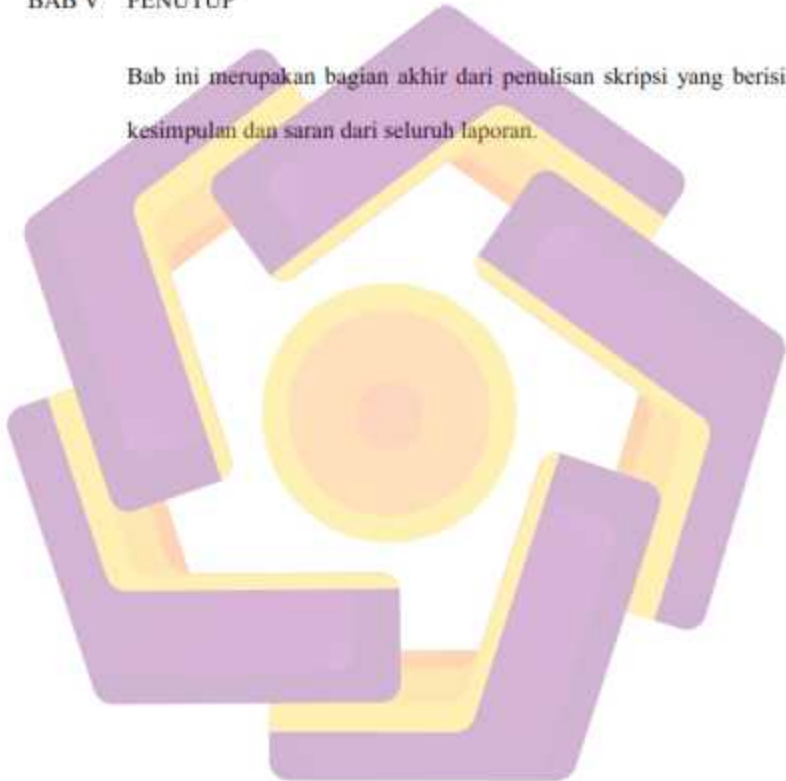 BAB V PENUTUP
Bab ini merupakan bagian akhir dari penulisan skripsi yang berisi
kesimpulan dan saran dari seluruh laporan.